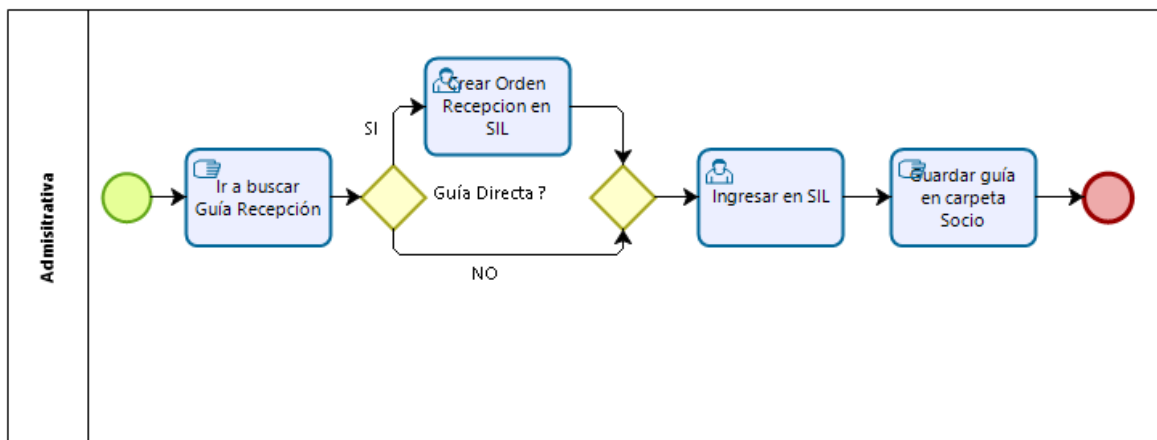 Admisitrativa
Ir a buscar
Guía Recepción
SI
Crear Orden
Recepcion en
SIL
Guía Directa ?
NO
Ingresar en SIL
Guardar guía
en carpeta
Socio